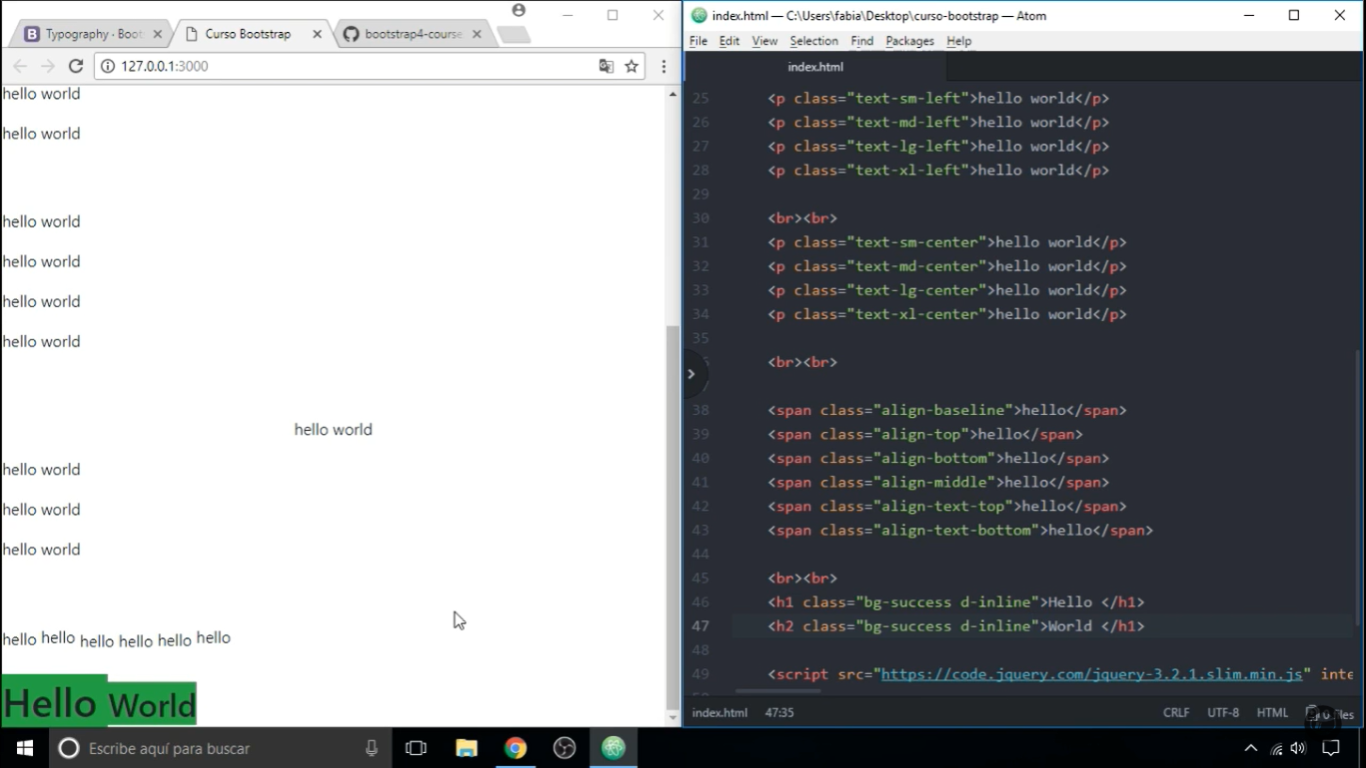 Typography · Boot
Curso Bootstrap
bootstrap4-course
127.0.0.1:3000
hello world
hello world
hello world
hello world
hello world
hello world
hello world
hello world
hello world
hello world
hello hello hello hello hello hello
Hello World
index.html — C:\Users\fabia\Desktop\curso-bootstrap — Atom
File Edit View Selection Find Packages Help
index.html
25 <p class="text-sm-left">hello world</p>
26 <p class="text-md-left">hello world</p>
27 <p class="text-lg-left">hello world</p>
28 <p class="text-xl-left">hello world</p>
29
30 <br><br>
31 <p class="text-sm-center">hello world</p>
32 <p class="text-md-center">hello world</p>
33 <p class="text-lg-center">hello world</p>
34 <p class="text-xl-center">hello world</p>
35
<br><br>
38 <span class="align-baseline">hello</span>
39 <span class="align-top">hello</span>
40 <span class="align-bottom">hello</span>
41 <span class="align-middle">hello</span>
42 <span class="align-text-top">hello</span>
43 <span class="align-text-bottom">hello</span>
44
45 <br><br>
46 <h1 class="bg-success d-inline">Hello </h1>
47 <h2 class="bg-success d-inline">World </h1>
48
49 <script src="https://code.jquery.com/jquery-3.2.1.slim.min.js" inte
index.html 47:35
CRLF UTF-8 HTML
Escribe aquí para buscar